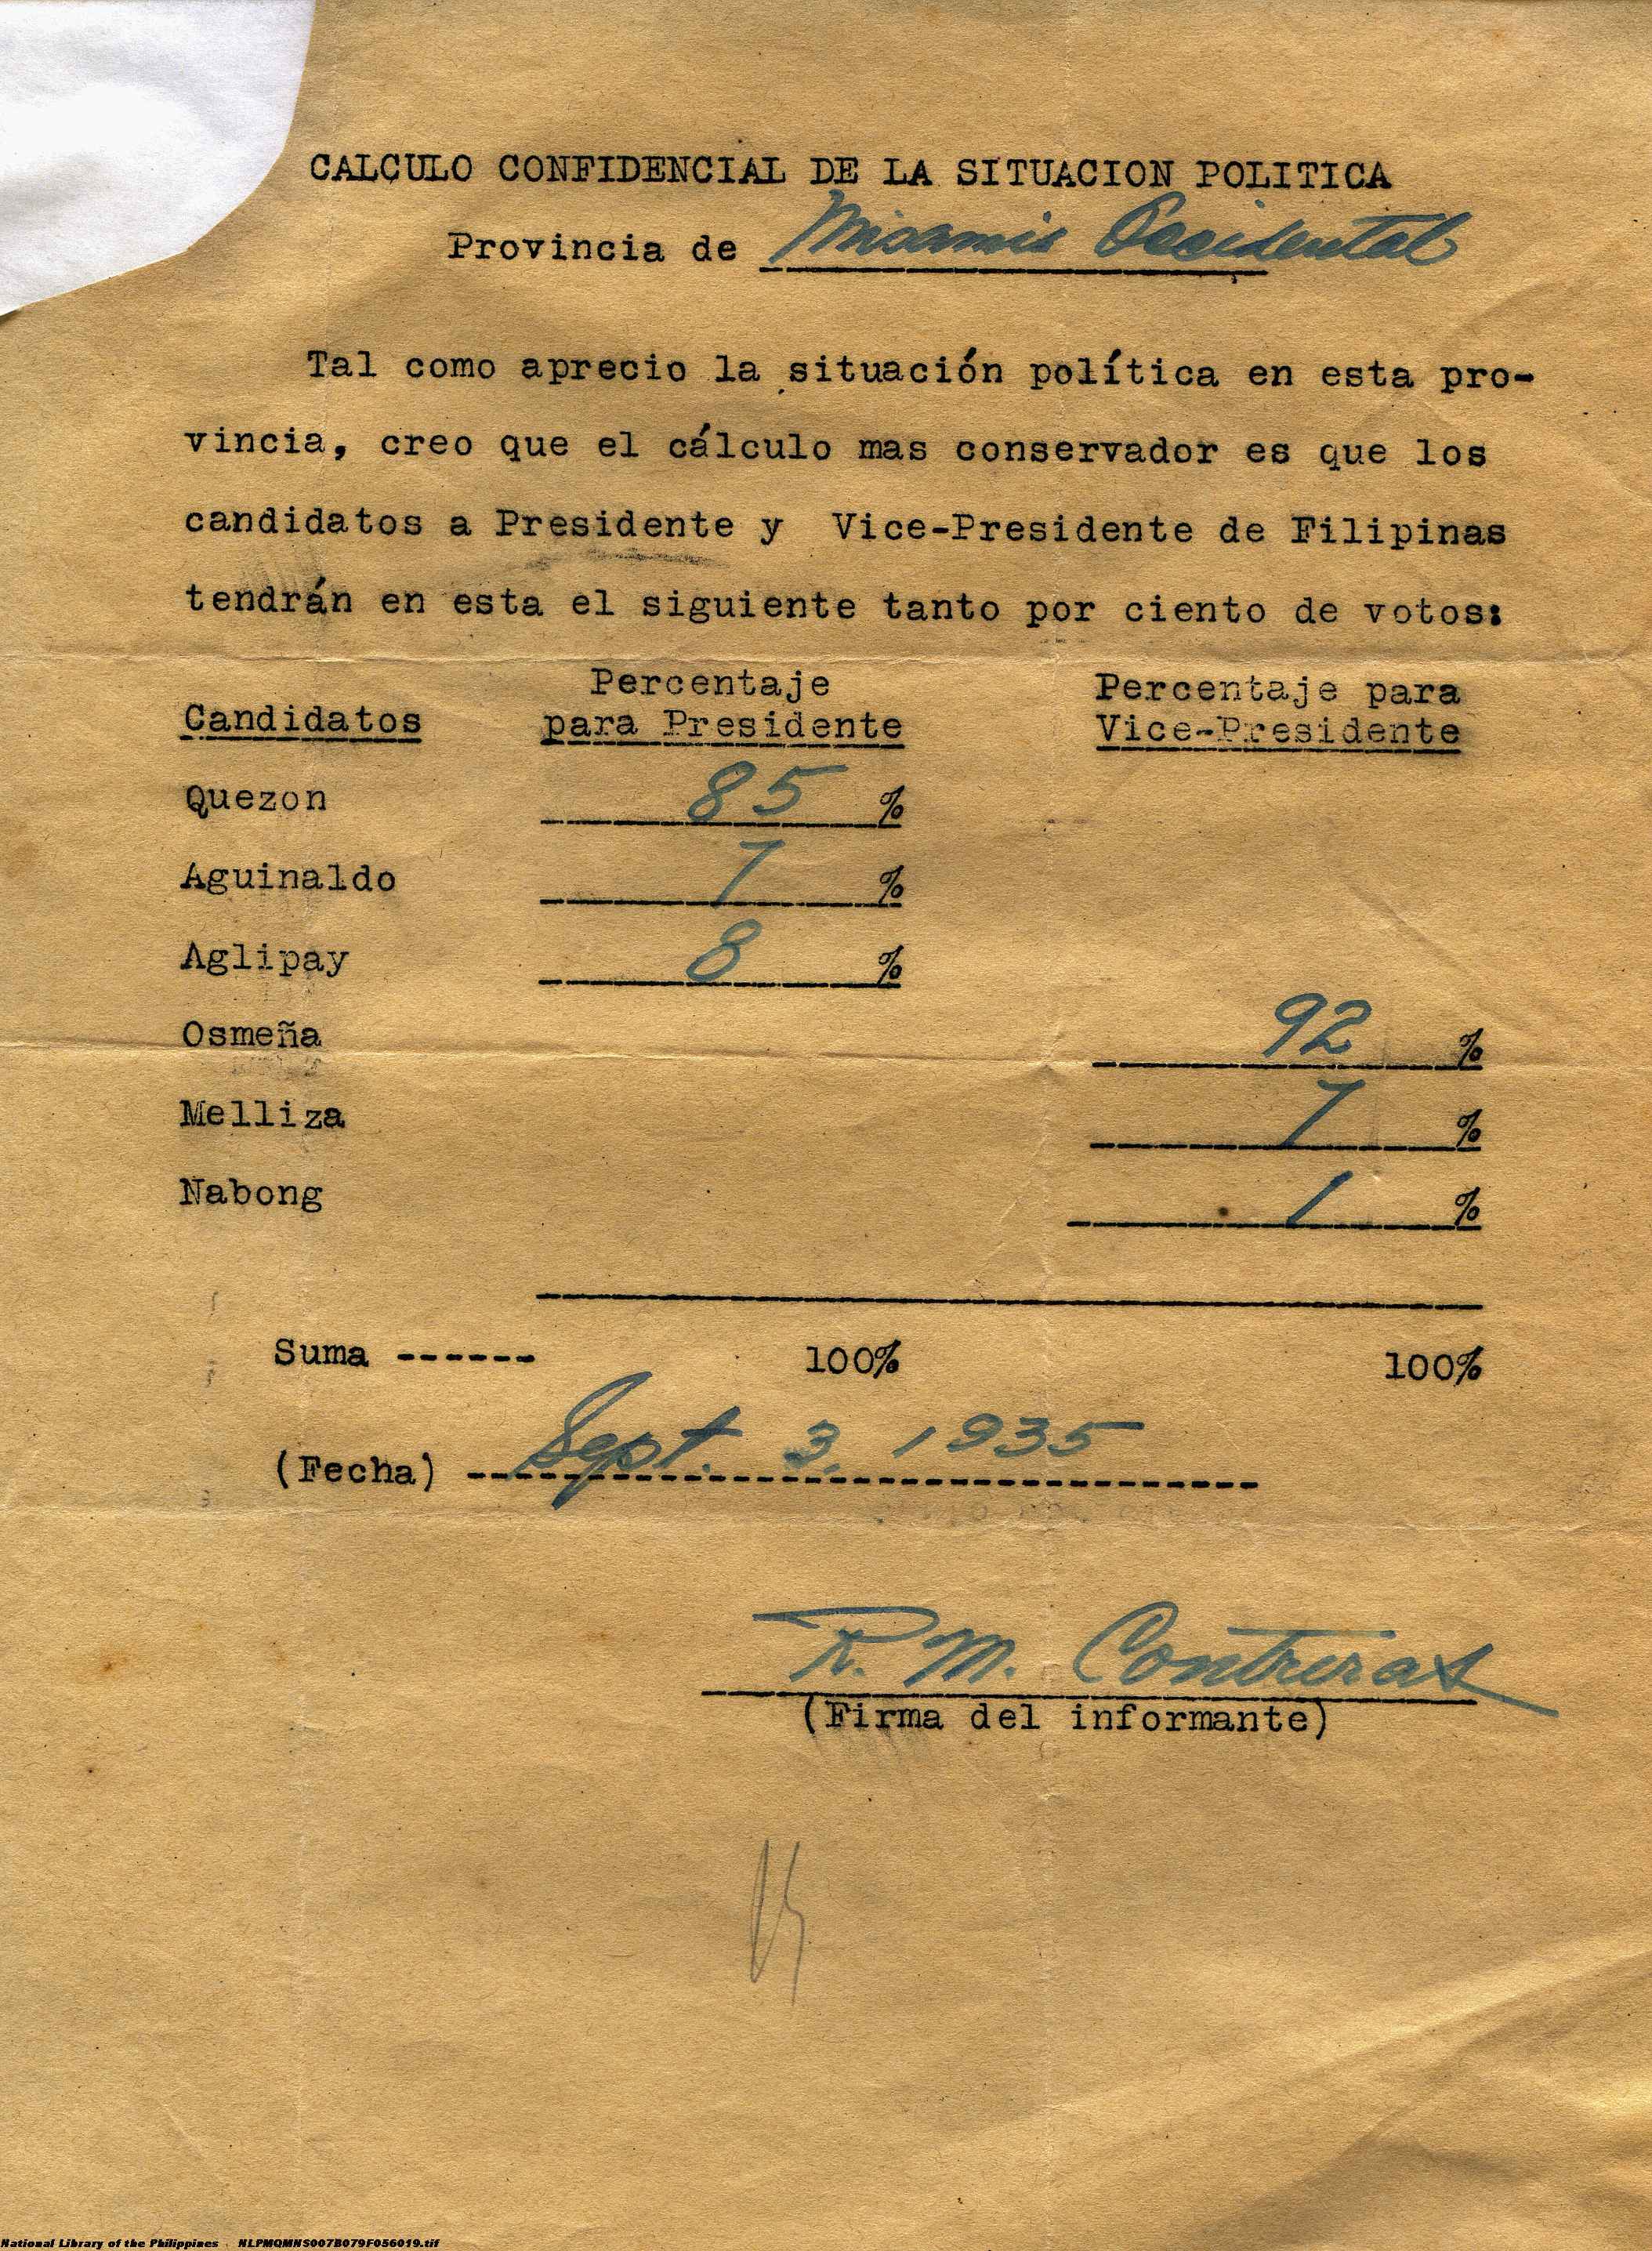 CALCULO CONFIDENCIAL DE LA SITUACION POLITICA
Provincia de Misamis Occidental
Tal como aprecio la situación política en esta pro-
vincia, creo que el cálculo mas conservador es que los
candidatos a Presidente y Vice-Presidente de Filipinas
tendrán en esta el siguiente tanto por ciento de votos:
Percentaje Percentaje para
Candidatos para Presidente Vice-Presidente
Quezon 85 %
Aguinaldo 7 %
Aglipay 8 %
Osmeña 92 %
Melliza 7 %
Nabong 1 %
Suma ------ 100% 100%
(Fecha) Sept. 3, 1935
R. M. Contreras
(Firma del informante)
National Library of the Philippines - NLPMQMNS007B079F056019.tif